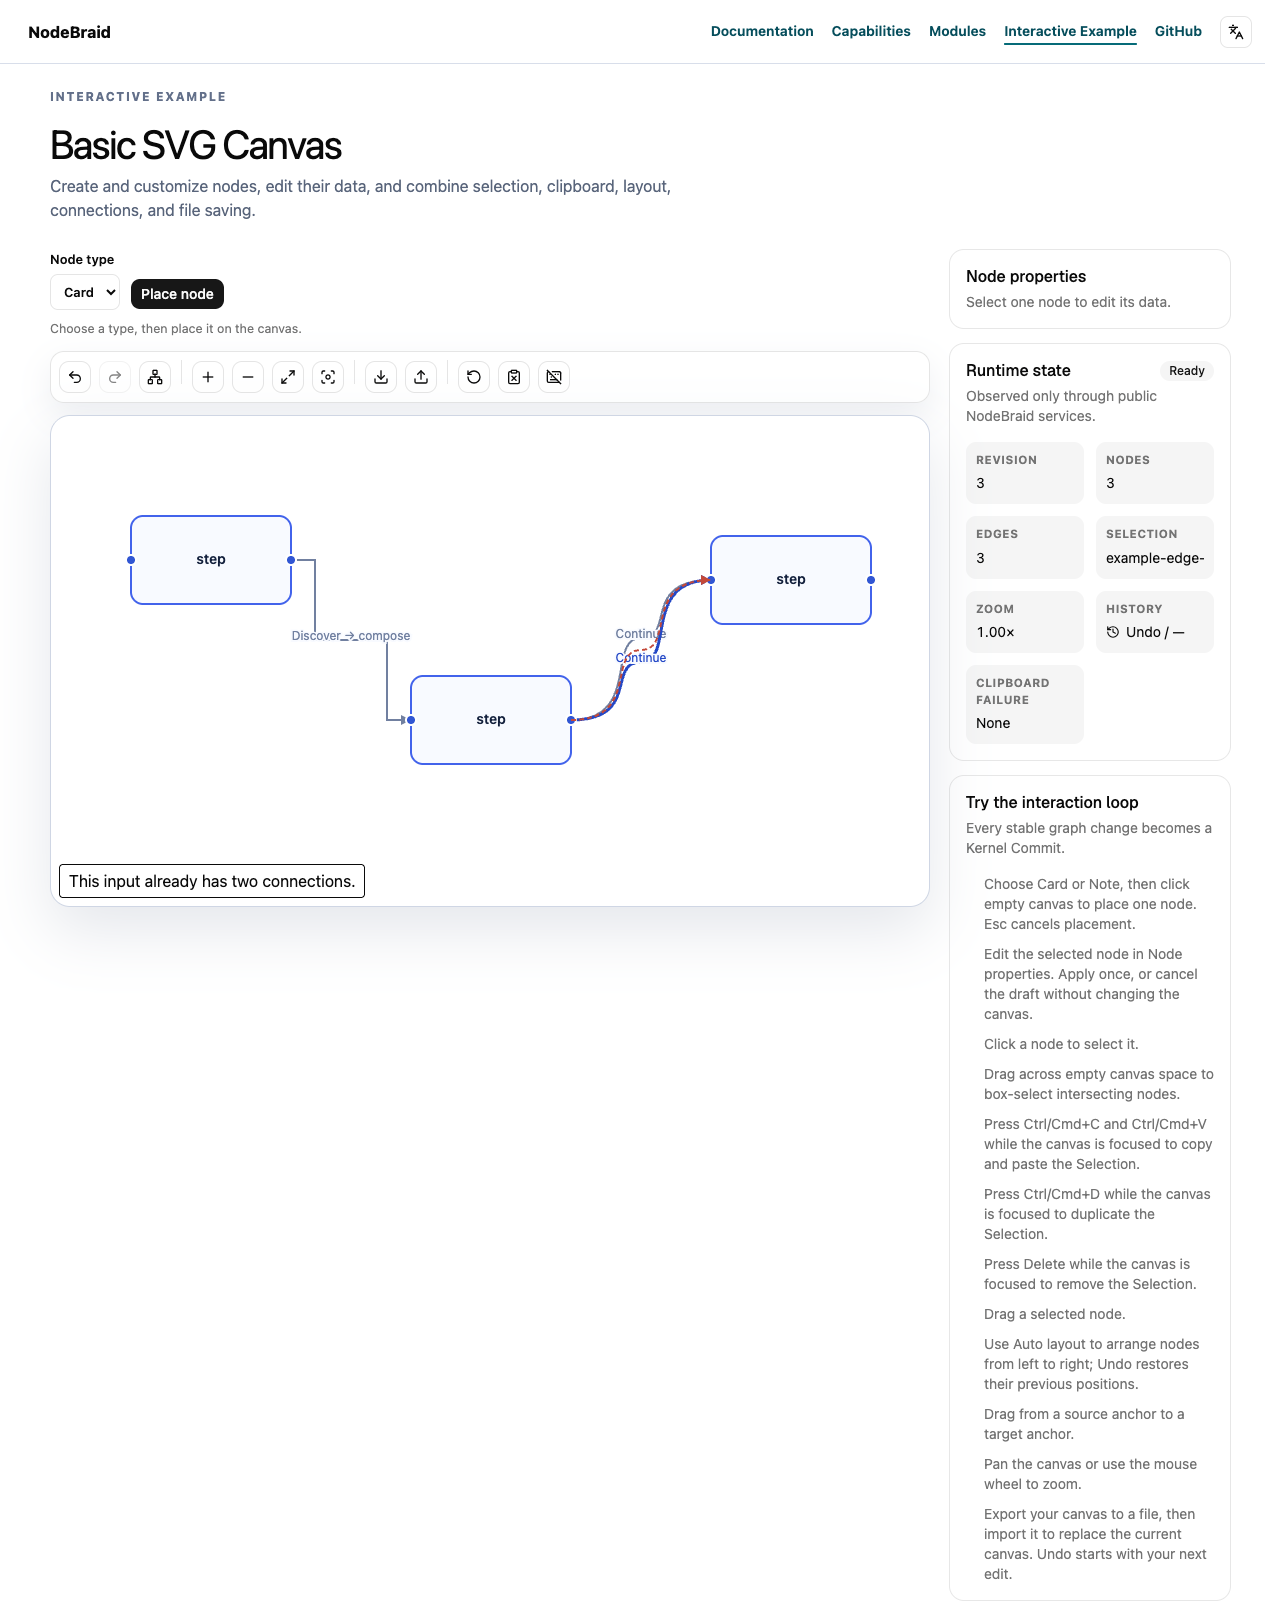 NodeBraid
Documentation
Capabilities
Modules
Interactive Example
GitHub
INTERACTIVE EXAMPLE
Basic SVG Canvas
Create and customize nodes, edit their data, and combine selection, clipboard, layout,
connections, and file saving.
Node type
Card
Place node
Choose a type, then place it on the canvas.
step
step
Discover -> compose
Continue
Continue
step
This input already has two connections.
Node properties
Select one node to edit its data.
Runtime state
Ready
Observed only through public
NodeBraid services.
REVISION
3
NODES
3
EDGES
3
SELECTION
example-edge-
ZOOM
1.00×
HISTORY
Undo / —
CLIPBOARD
FAILURE
None
Try the interaction loop
Every stable graph change becomes a
Kernel Commit.
Choose Card or Note, then click
empty canvas to place one node.
Esc cancels placement.
Edit the selected node in Node
properties. Apply once, or cancel
the draft without changing the
canvas.
Click a node to select it.
Drag across empty canvas space to
box-select intersecting nodes.
Press Ctrl/Cmd+C and Ctrl/Cmd+V
while the canvas is focused to copy
and paste the Selection.
Press Ctrl/Cmd+D while the canvas
is focused to duplicate the
Selection.
Press Delete while the canvas is
focused to remove the Selection.
Drag a selected node.
Use Auto layout to arrange nodes
from left to right; Undo restores
their previous positions.
Drag from a source anchor to a
target anchor.
Pan the canvas or use the mouse
wheel to zoom.
Export your canvas to a file, then
import it to replace the current
canvas. Undo starts with your next
edit.